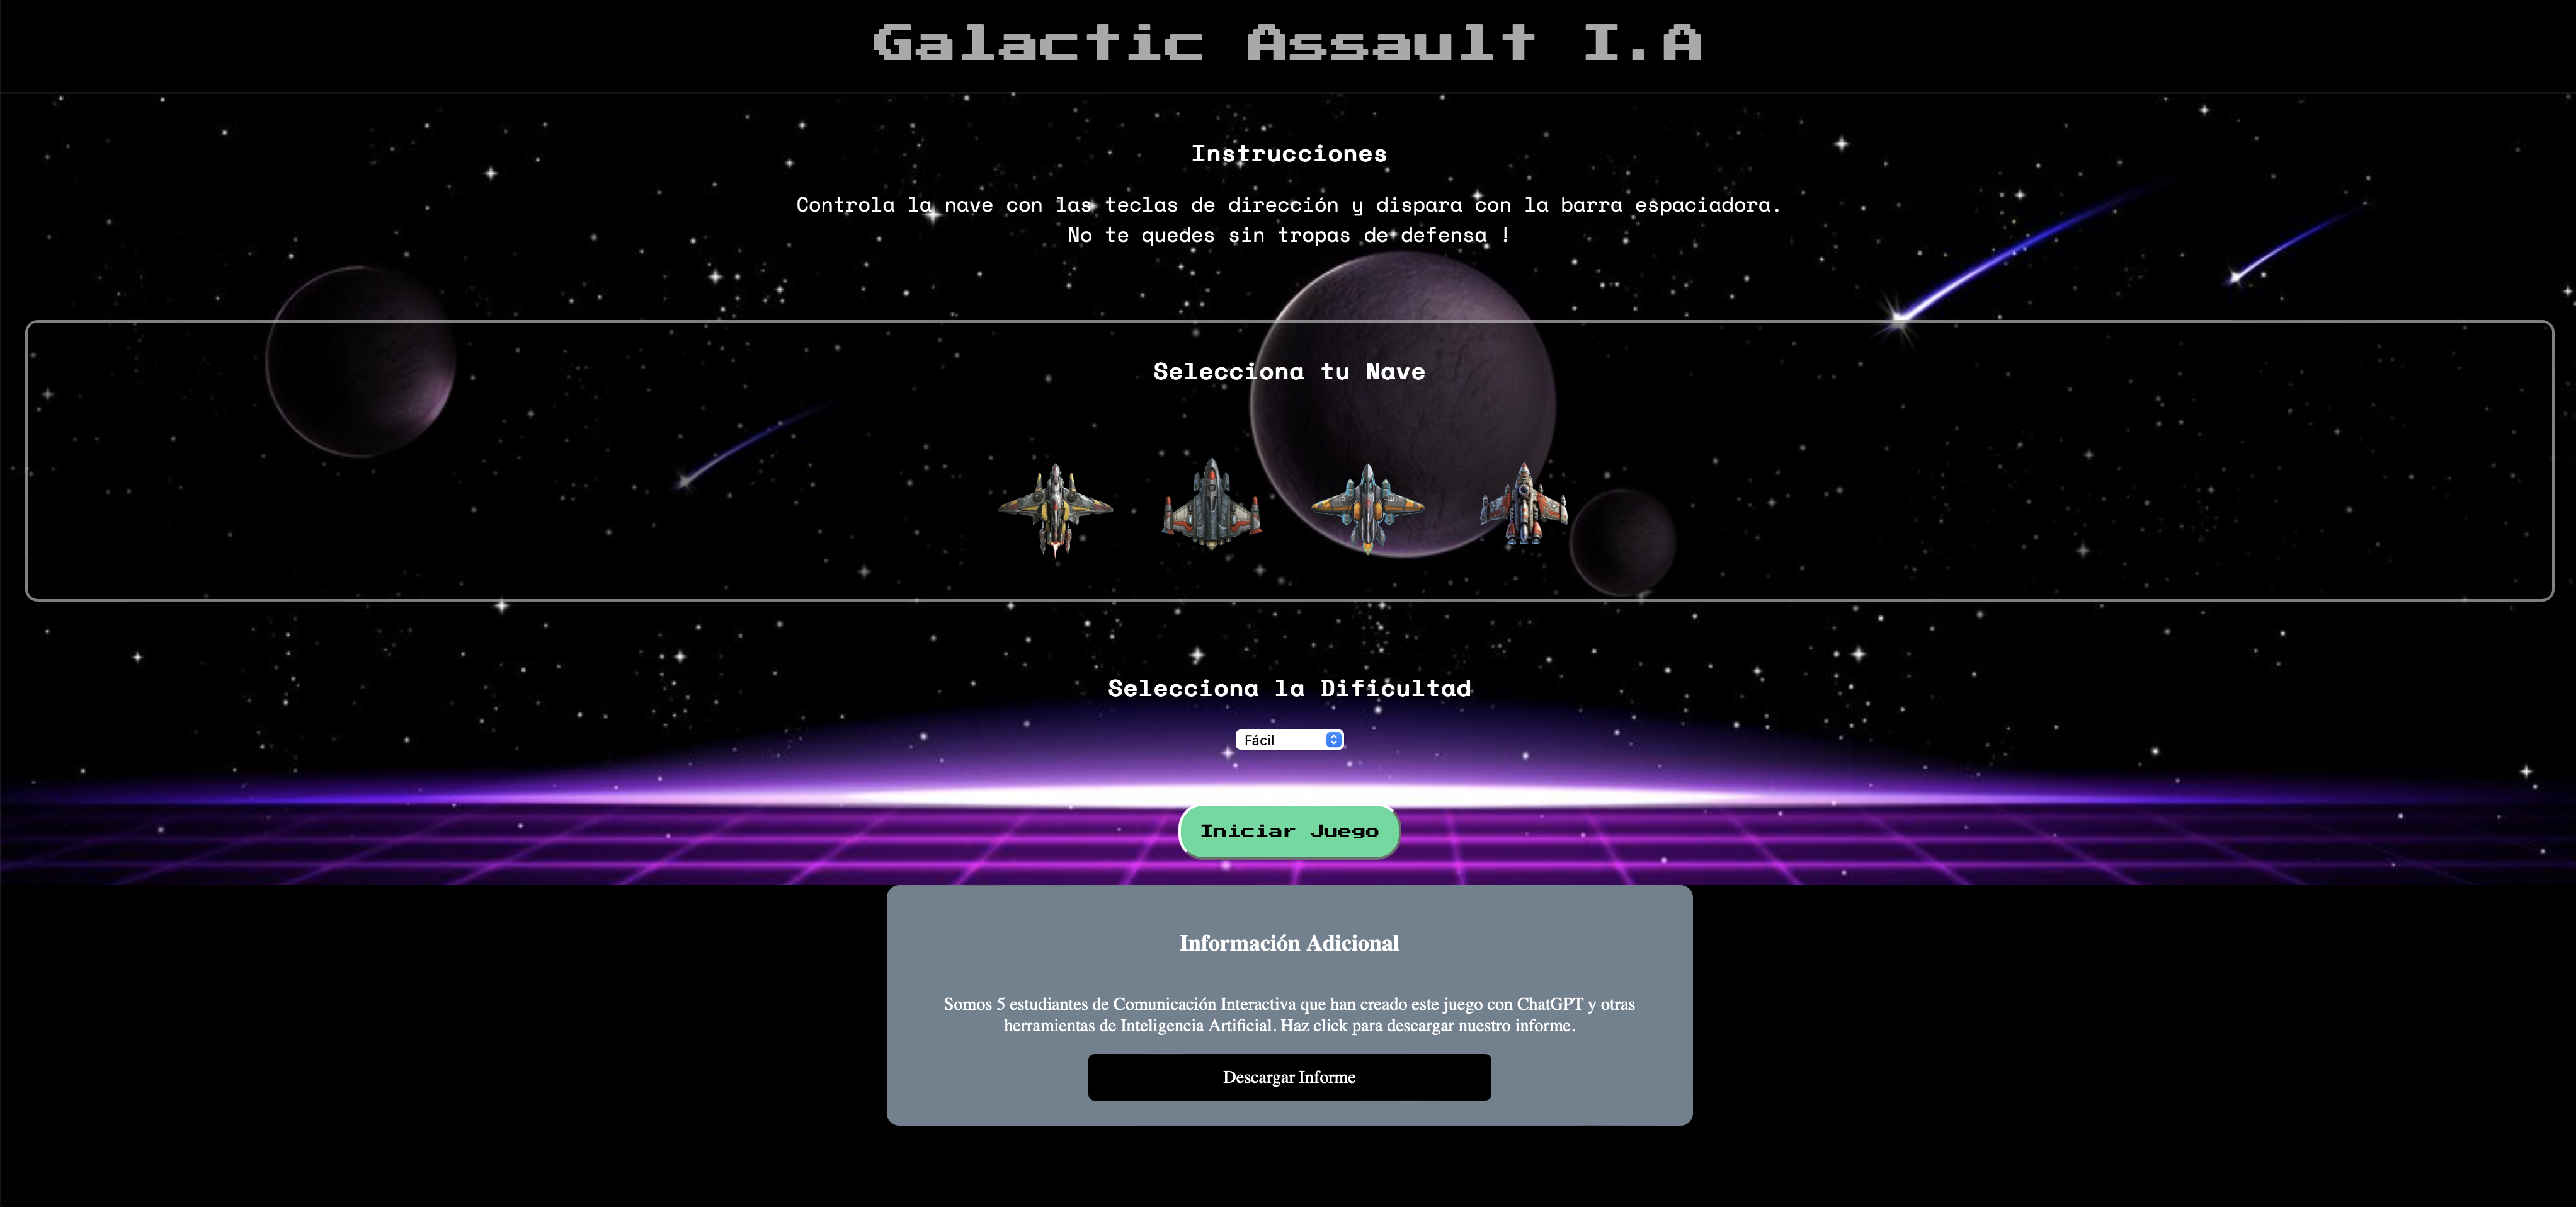 Galactic Assault I.A
Instrucciones
Controla la nave con las teclas de dirección y dispara con la barra espaciadora.
No te quedes sin tropas de defensa !
Selecciona tu Nave
Selecciona la Dificultad
Fácil
Iniciar Juego
Información Adicional
Somos 5 estudiantes de Comunicación Interactiva que han creado este juego con ChatGPT y otras
herramientas de Inteligencia Artificial. Haz click para descargar nuestro informe.
Descargar Informe